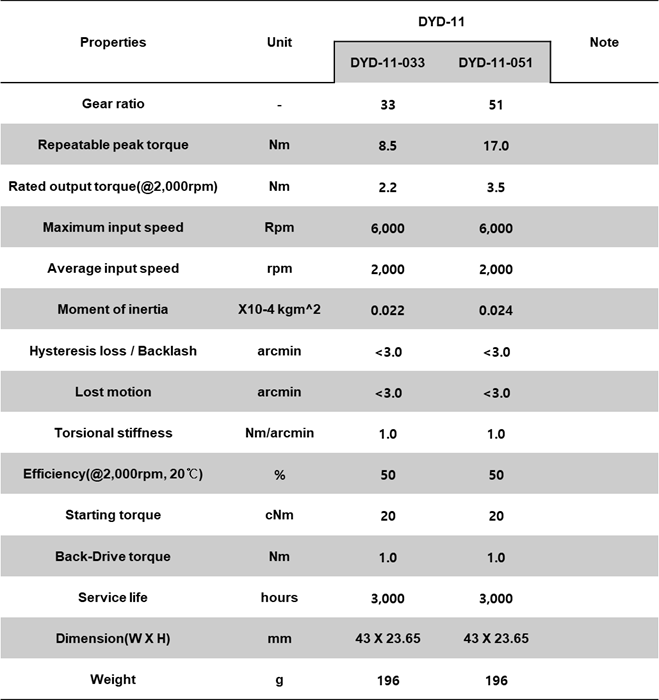 DYD-11
Properties Unit Note
DYD-11-033 DYD-11-051
Gear ratio - 33 51
Repeatable peak torque Nm 8.5 17.0
Rated output torque(@2,000rpm) Nm 2.2 3.5
Maximum input speed Rpm 6,000 6,000
Average input speed rpm 2,000 2,000
Moment of inertia X10-4 kgm^2 0.022 0.024
Hysteresis loss / Backlash arcmin <3.0 <3.0
Lost motion arcmin <3.0 <3.0
Torsional stiffness Nm/arcmin 1.0 1.0
Efficiency(@2,000rpm, 20℃) % 50 50
Starting torque cNm 20 20
Back-Drive torque Nm 1.0 1.0
Service life hours 3,000 3,000
Dimension(W X H) mm 43 X 23.65 43 X 23.65
Weight g 196 196